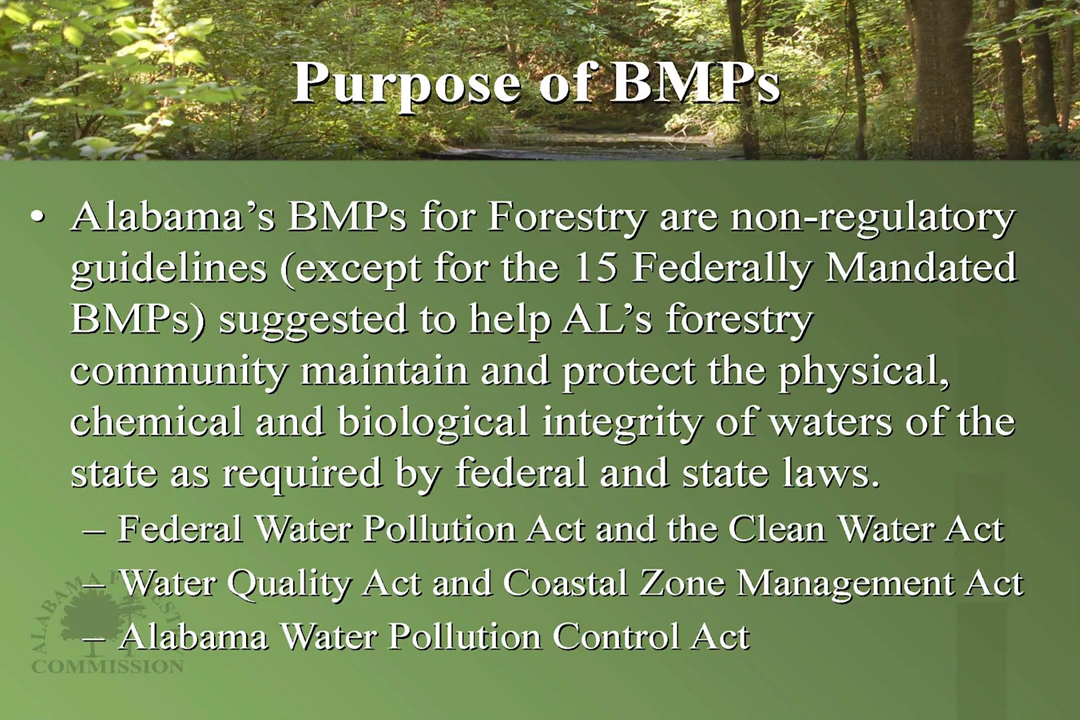 Purpose of BMPs
• Alabama’s BMPs for Forestry are non-regulatory
guidelines (except for the 15 Federally Mandated
BMPs) suggested to help AL’s forestry
community maintain and protect the physical,
chemical and biological integrity of waters of the
state as required by federal and state laws.
– Federal Water Pollution Act and the Clean Water Act
– Water Quality Act and Coastal Zone Management Act
– Alabama Water Pollution Control Act
ALABAMA FOREST
COMMISSION